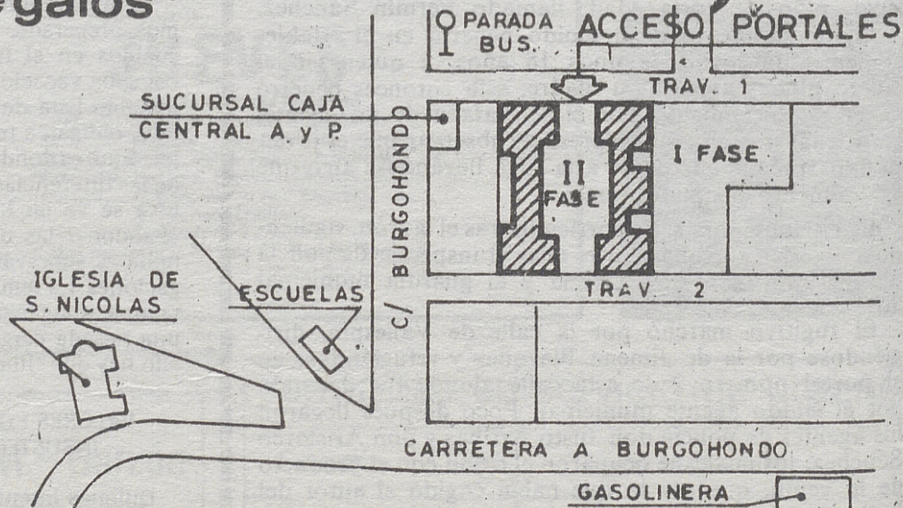 galos
PARADA
BUS.
ACCESO PORTALES
TRAV. 1
SUCURSAL CAJA
CENTRAL A y P.
C/ BURGOHONDO
II
FASE
I FASE
TRAV 2
IGLESIA DE
S. NICOLAS
ESCUELAS
CARRETERA A BURGOHONDO
GASOLINERA